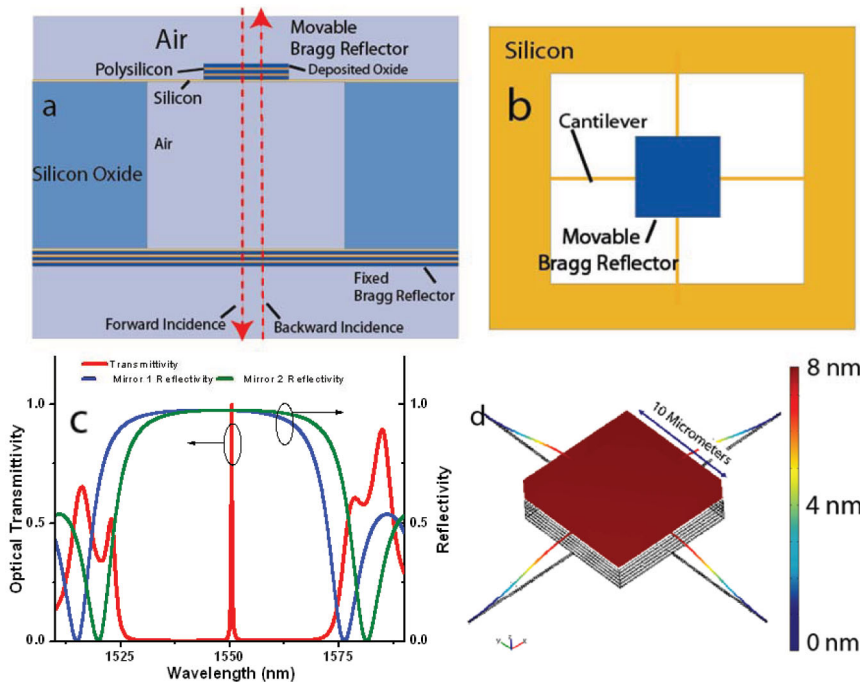 Air
Movable
Bragg Reflector
Polysilicon
Deposited Oxide
Silicon
a
Air
Silicon Oxide
Fixed
Bragg Reflector
Forward Incidence
Backward Incidence
Silicon
b
Cantilever
Movable
Bragg Reflector
Transmittivity
Mirror 1 Reflectivity
Mirror 2 Reflectivity
c
Optical Transmittivity
1.0
0.5
0.0
1525
1550
1575
Wavelength (nm)
1.0
0.5
0.0
Reflectivity
d
10 Micrometers
8 nm
4 nm
0 nm
y
z
x